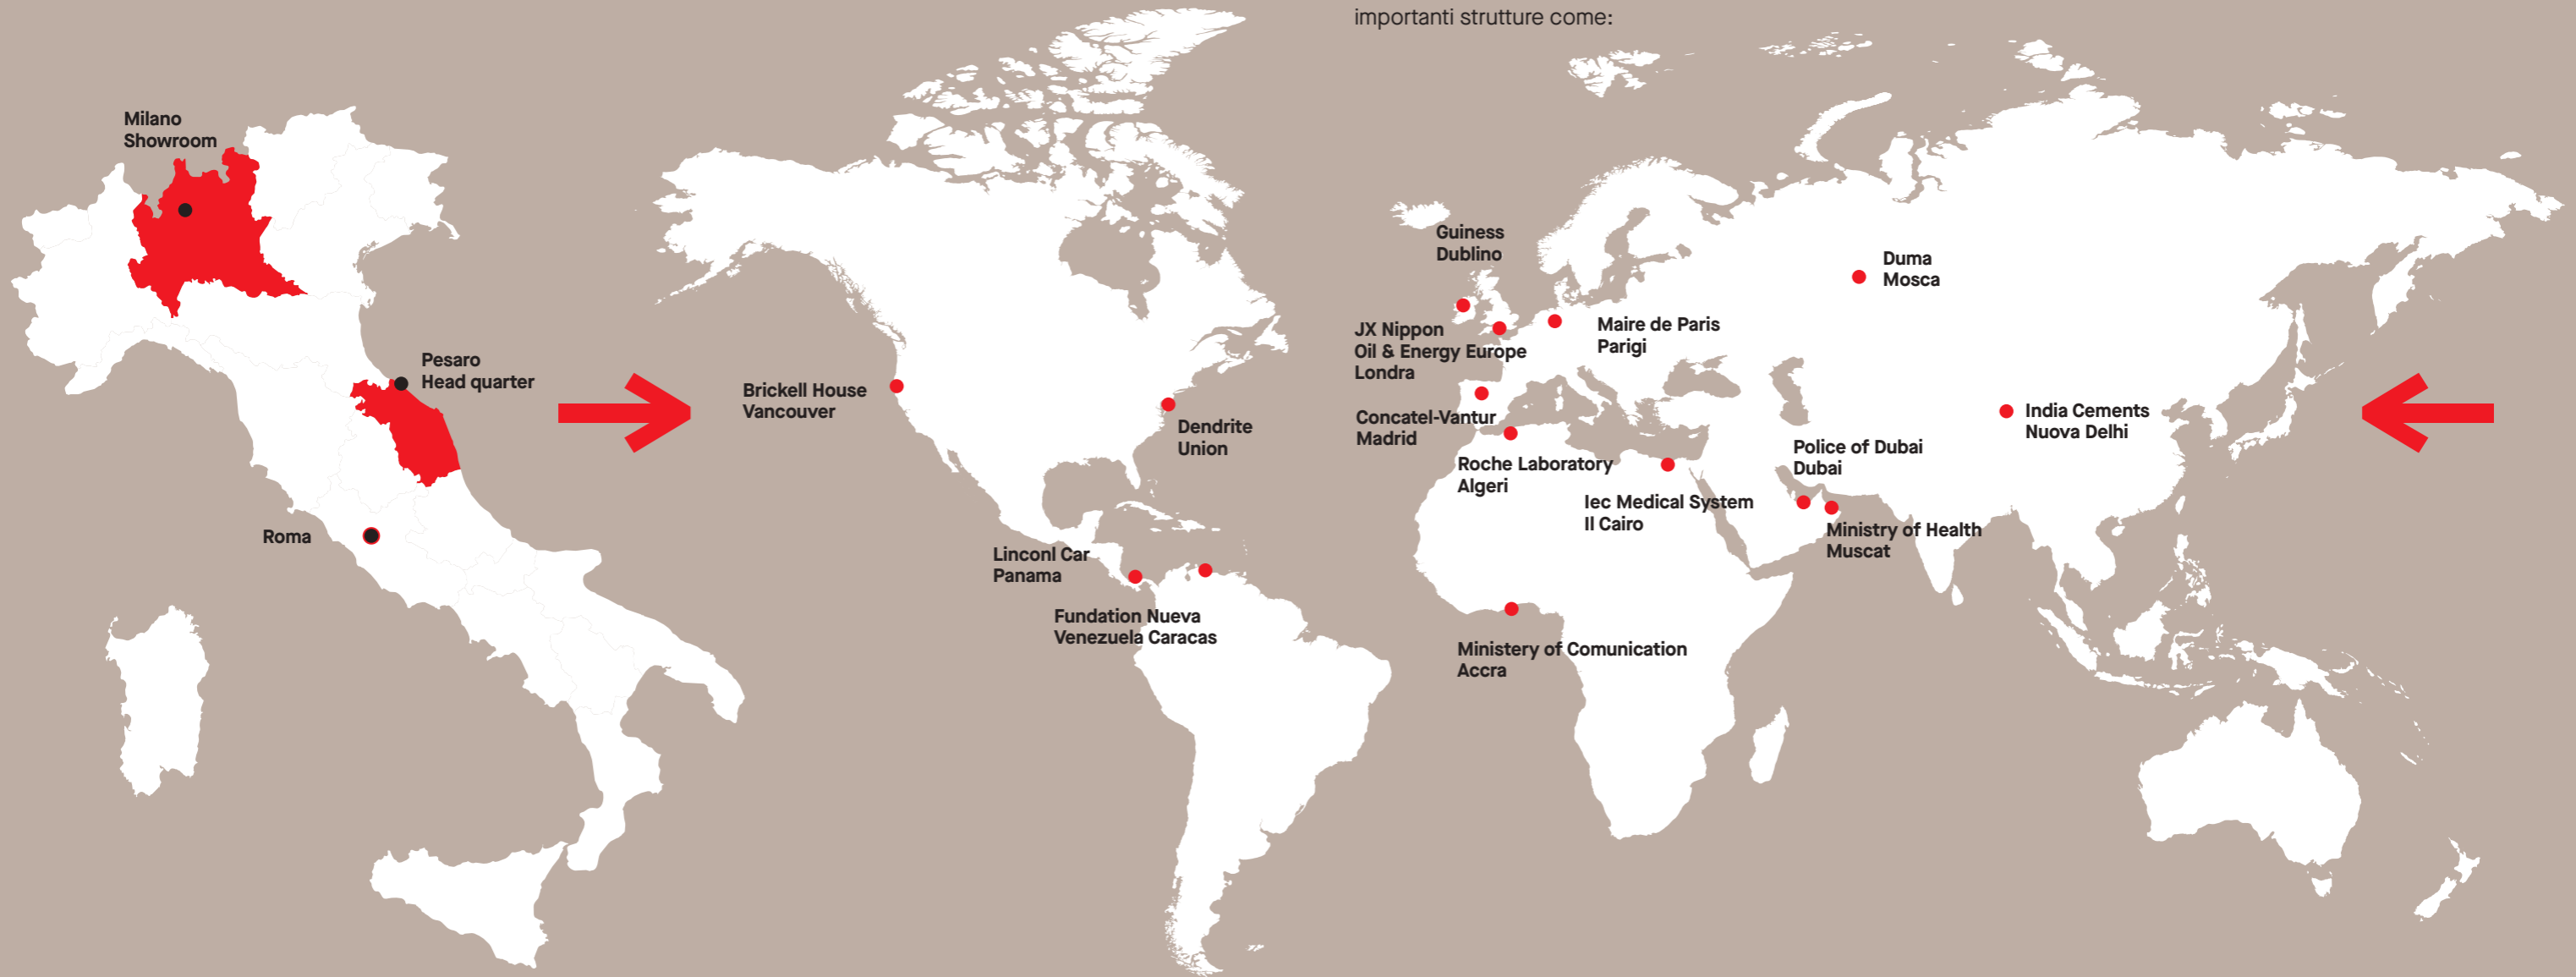 importanti strutture come:
Milano
Showroom
Pesaro
Head quarter
Roma
Brickell House
Vancouver
Dendrite
Union
Linconl Car
Panama
Fundation Nueva
Venezuela Caracas
Guiness
Dublino
JX Nippon
Oil & Energy Europe
Londra
Maire de Paris
Parigi
Concatel-Vantur
Madrid
Roche Laboratory
Algeri
Iec Medical System
Il Cairo
Ministery of Comunication
Accra
Duma
Mosca
India Cements
Nuova Delhi
Police of Dubai
Dubai
Ministry of Health
Muscat